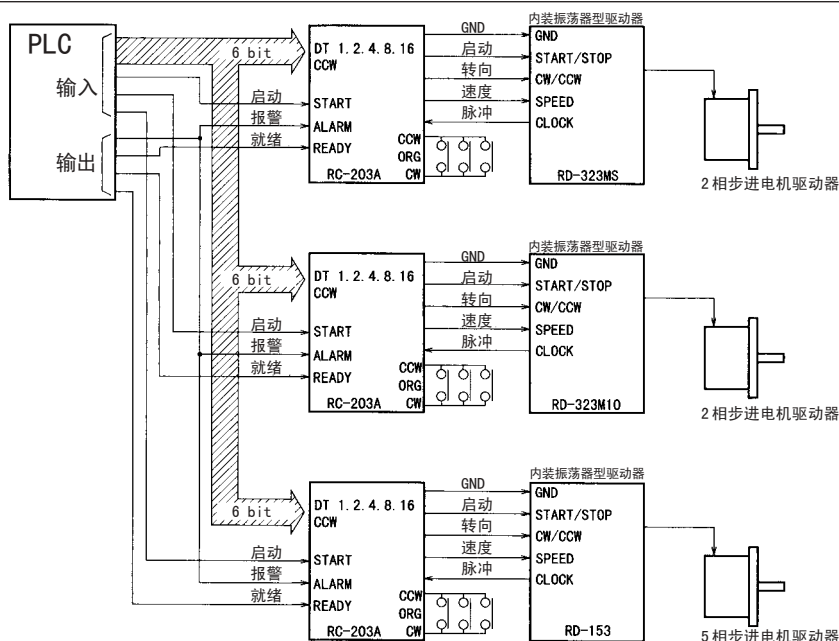 PLC
输入
输出
6 bit
启动
报警
就绪
DT 1.2.4.8.16
CCW
START
ALARM
READY
CCW
ORG
CW
RC-203A
GND
启动
转向
速度
脉冲
内装振荡器型驱动器
GND
START/STOP
CW/CCW
SPEED
CLOCK
RD-323MS
2相步进电机驱动器
6 bit
启动
报警
就绪
DT 1.2.4.8.16
CCW
START
ALARM
READY
CCW
ORG
CW
RC-203A
GND
启动
转向
速度
脉冲
内装振荡器型驱动器
GND
START/STOP
CW/CCW
SPEED
CLOCK
RD-323M10
2相步进电机驱动器
6 bit
启动
报警
就绪
DT 1.2.4.8.16
CCW
START
ALARM
READY
CCW
ORG
CW
RC-203A
GND
启动
转向
速度
脉冲
内装振荡器型驱动器
GND
START/STOP
CW/CCW
SPEED
CLOCK
RD-153
5相步进电机驱动器